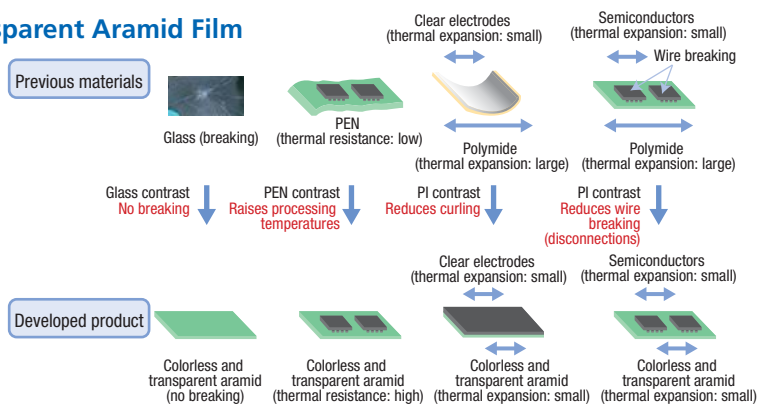 sparent Aramid Film
Clear electrodes
(thermal expansion: small)
Semiconductors
(thermal expansion: small)
Wire breaking
Previous materials
Glass (breaking)
PEN
(thermal resistance: low)
Polymide
(thermal expansion: large)
Polymide
(thermal expansion: large)
Glass contrast
No breaking
PEN contrast
Raises processing
temperatures
PI contrast
Reduces curling
PI contrast
Reduces wire
breaking
(disconnections)
Clear electrodes
(thermal expansion: small)
Semiconductors
(thermal expansion: small)
Developed product
Colorless and
transparent aramid
(no breaking)
Colorless and
transparent aramid
(thermal resistance: high)
Colorless and
transparent aramid
(thermal expansion: small)
Colorless and
transparent aramid
(thermal expansion: small)